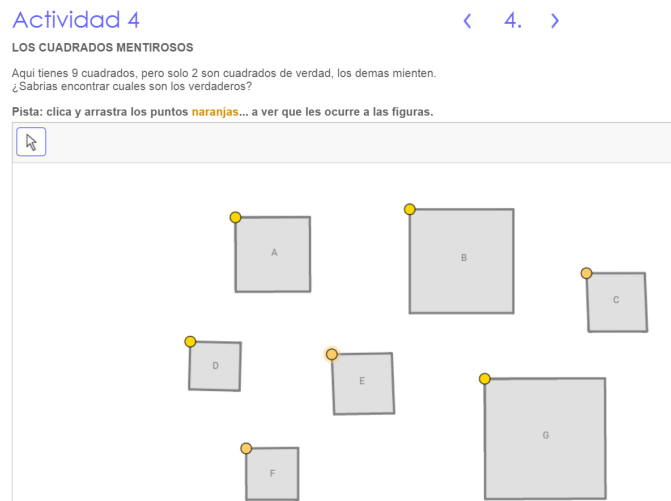 Actividad 4
4.
LOS CUADRADOS MENTIROSOS
Aqui tienes 9 cuadrados, pero solo 2 son cuadrados de verdad, los demas mienten.
¿Sabrias encontrar cuales son los verdaderos?
Pista: clica y arrastra los puntos naranjas... a ver que les ocurre a las figuras.
A
B
C
D
E
G
F